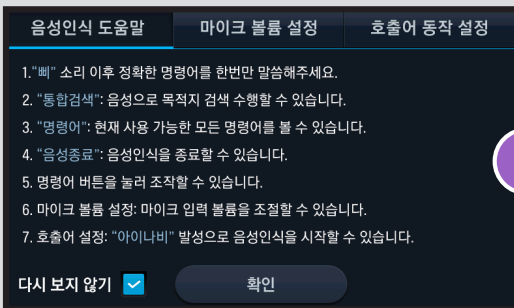 음성인식 도움말
마이크 볼륨 설정
호출어 동작 설정
1."삐" 소리 이후 정확한 명령어를 한번만 말씀해주세요.
2. "통합검색": 음성으로 목적지 검색 수행할 수 있습니다.
3. "명령어": 현재 사용 가능한 모든 명령어를 볼 수 있습니다.
4. "음성종료": 음성인식을 종료할 수 있습니다.
5. 명령어 버튼을 눌러 조작할 수 있습니다.
6. 마이크 볼륨 설정: 마이크 입력 볼륨을 조절할 수 있습니다.
7. 호출어 설정: "아이나비" 발성으로 음성인식을 시작할 수 있습니다.
다시 보지 않기
확인